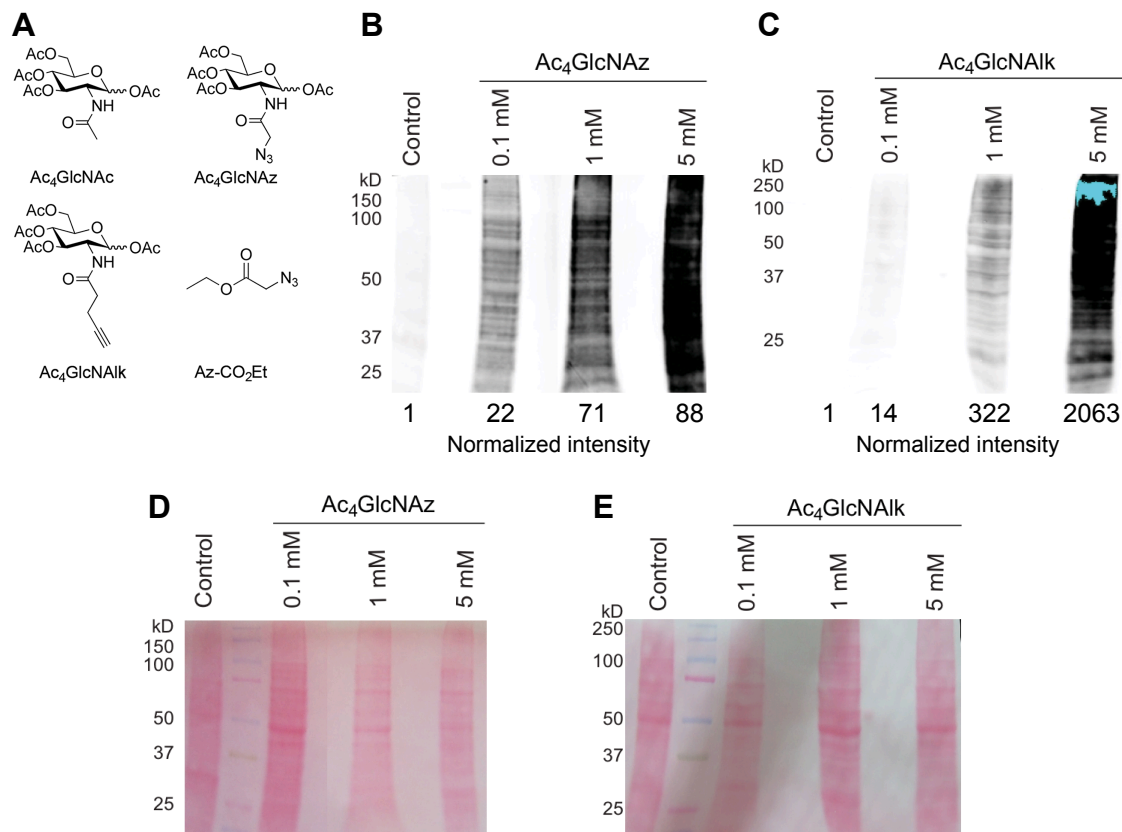 A
AcO
AcO
AcO
O
OAc
NH
O
Ac₄GlcNAc
AcO
AcO
AcO
O
OAc
NH
O
N₃
Ac₄GlcNAz
AcO
AcO
AcO
O
OAc
NH
O
Ac₄GlcNAlk
O
O
N₃
Az-CO₂Et
B
Ac₄GlcNAz
Control
0.1 mM
1 mM
5 mM
kD
150
100
50
37
25
1 22 71 88
Normalized intensity
C
Ac₄GlcNAlk
Control
0.1 mM
1 mM
5 mM
kD
250
100
50
37
25
1 14 322 2063
Normalized intensity
D
Ac₄GlcNAz
Control
0.1 mM
1 mM
5 mM
kD
150
100
50
37
25
E
Ac₄GlcNAlk
Control
0.1 mM
1 mM
5 mM
kD
250
100
50
37
25